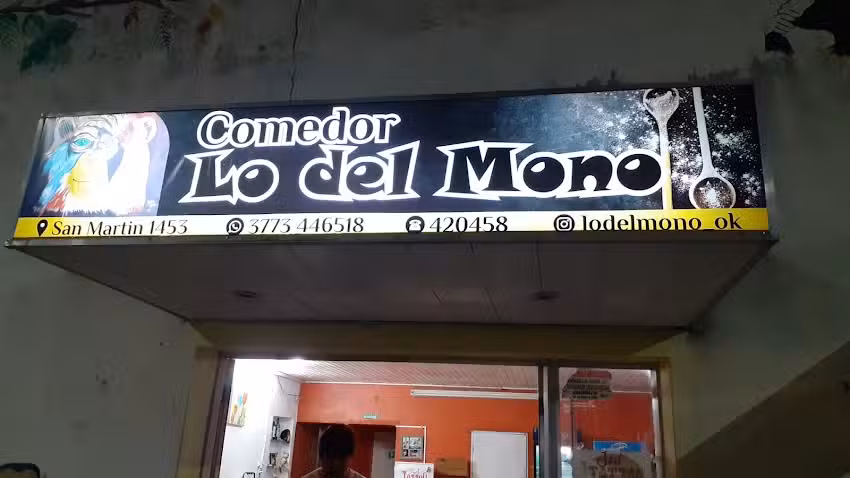 Comedor
Lo del Mono
San Martin 1453 3773 446518 420458 lodelmono_ok